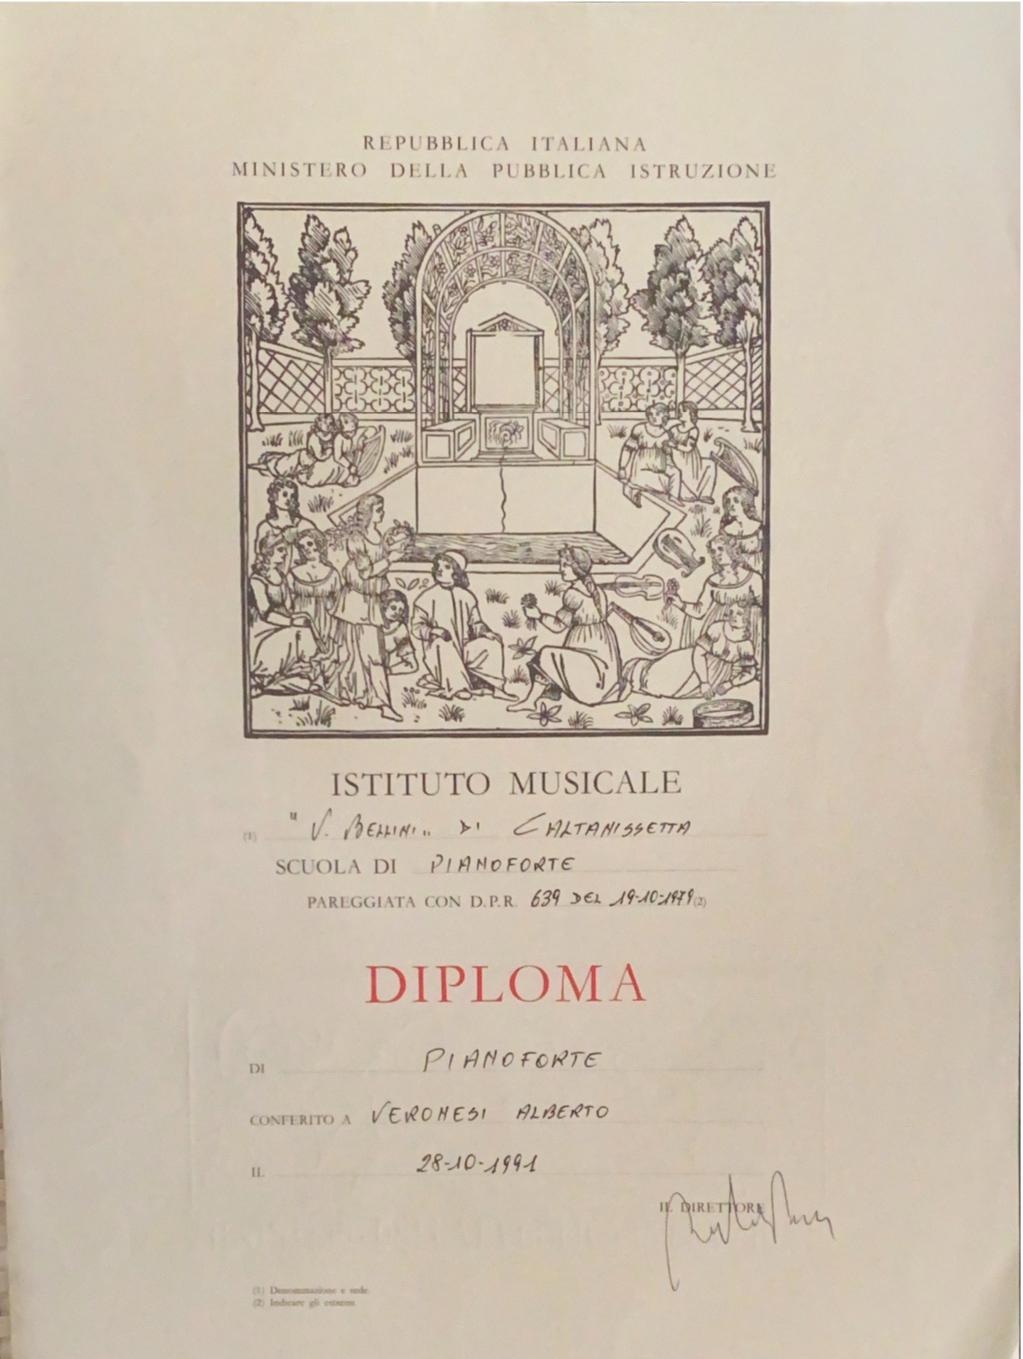 REPUBBLICA ITALIANA
MINISTERO DELLA PUBBLICA ISTRUZIONE
ISTITUTO MUSICALE
(1) "V. BELLINI" DI CALTANISSETTA
SCUOLA DI PIANOFORTE
PAREGGIATA CON D.P.R. 639 DEL 19-10-1979 (2)
DIPLOMA
DI PIANOFORTE
CONFERITO A VERONESI ALBERTO
IL 28-10-1991
IL DIRETTORE
(1) Denominazione e sede
(2) Indicare gli estremi